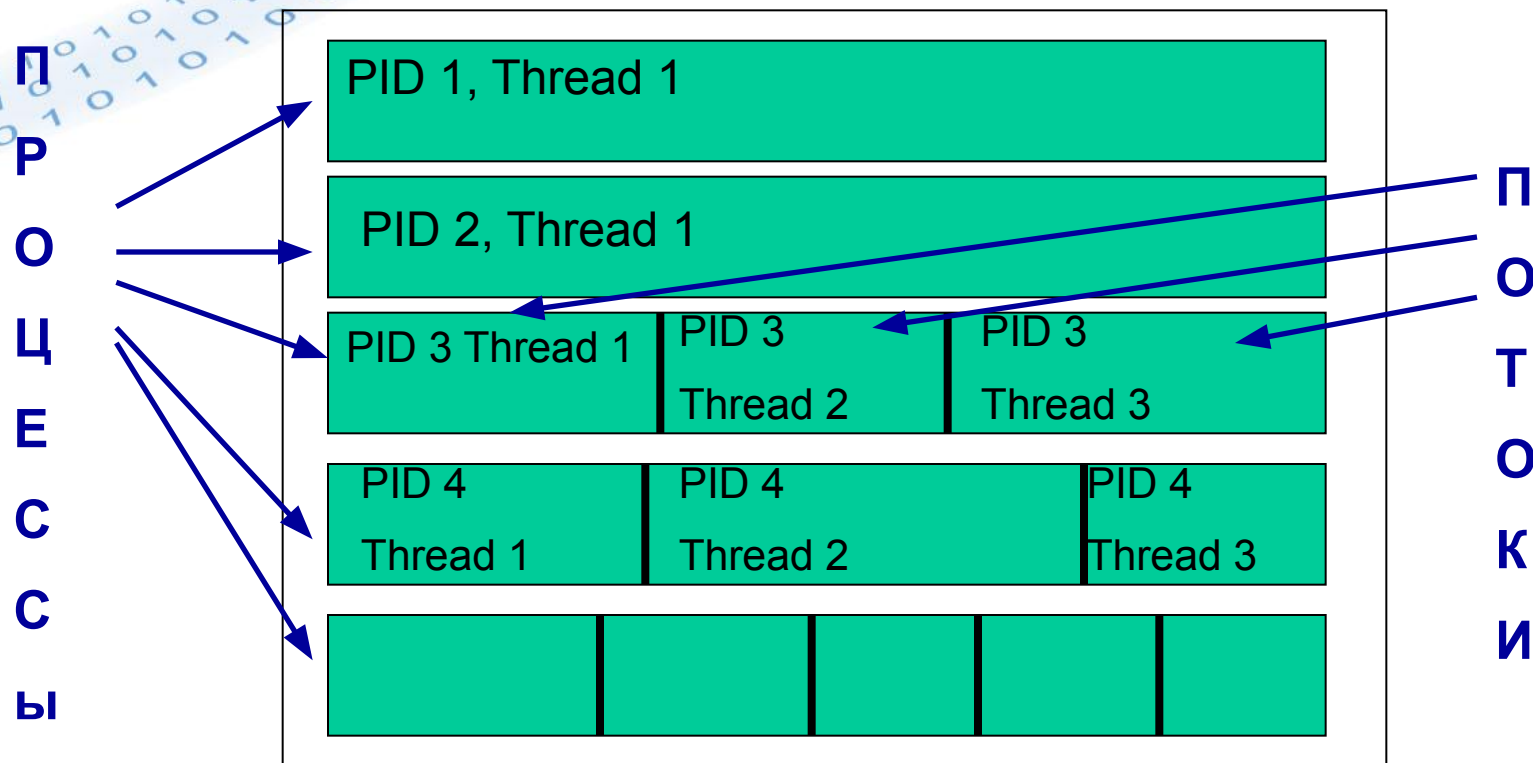 П
Р
О
Ц
Е
С
С
ы
PID 1, Thread 1
PID 2, Thread 1
PID 3 Thread 1
PID 3
Thread 2
PID 3
Thread 3
PID 4
Thread 1
PID 4
Thread 2
PID 4
Thread 3
П
О
Т
О
К
И